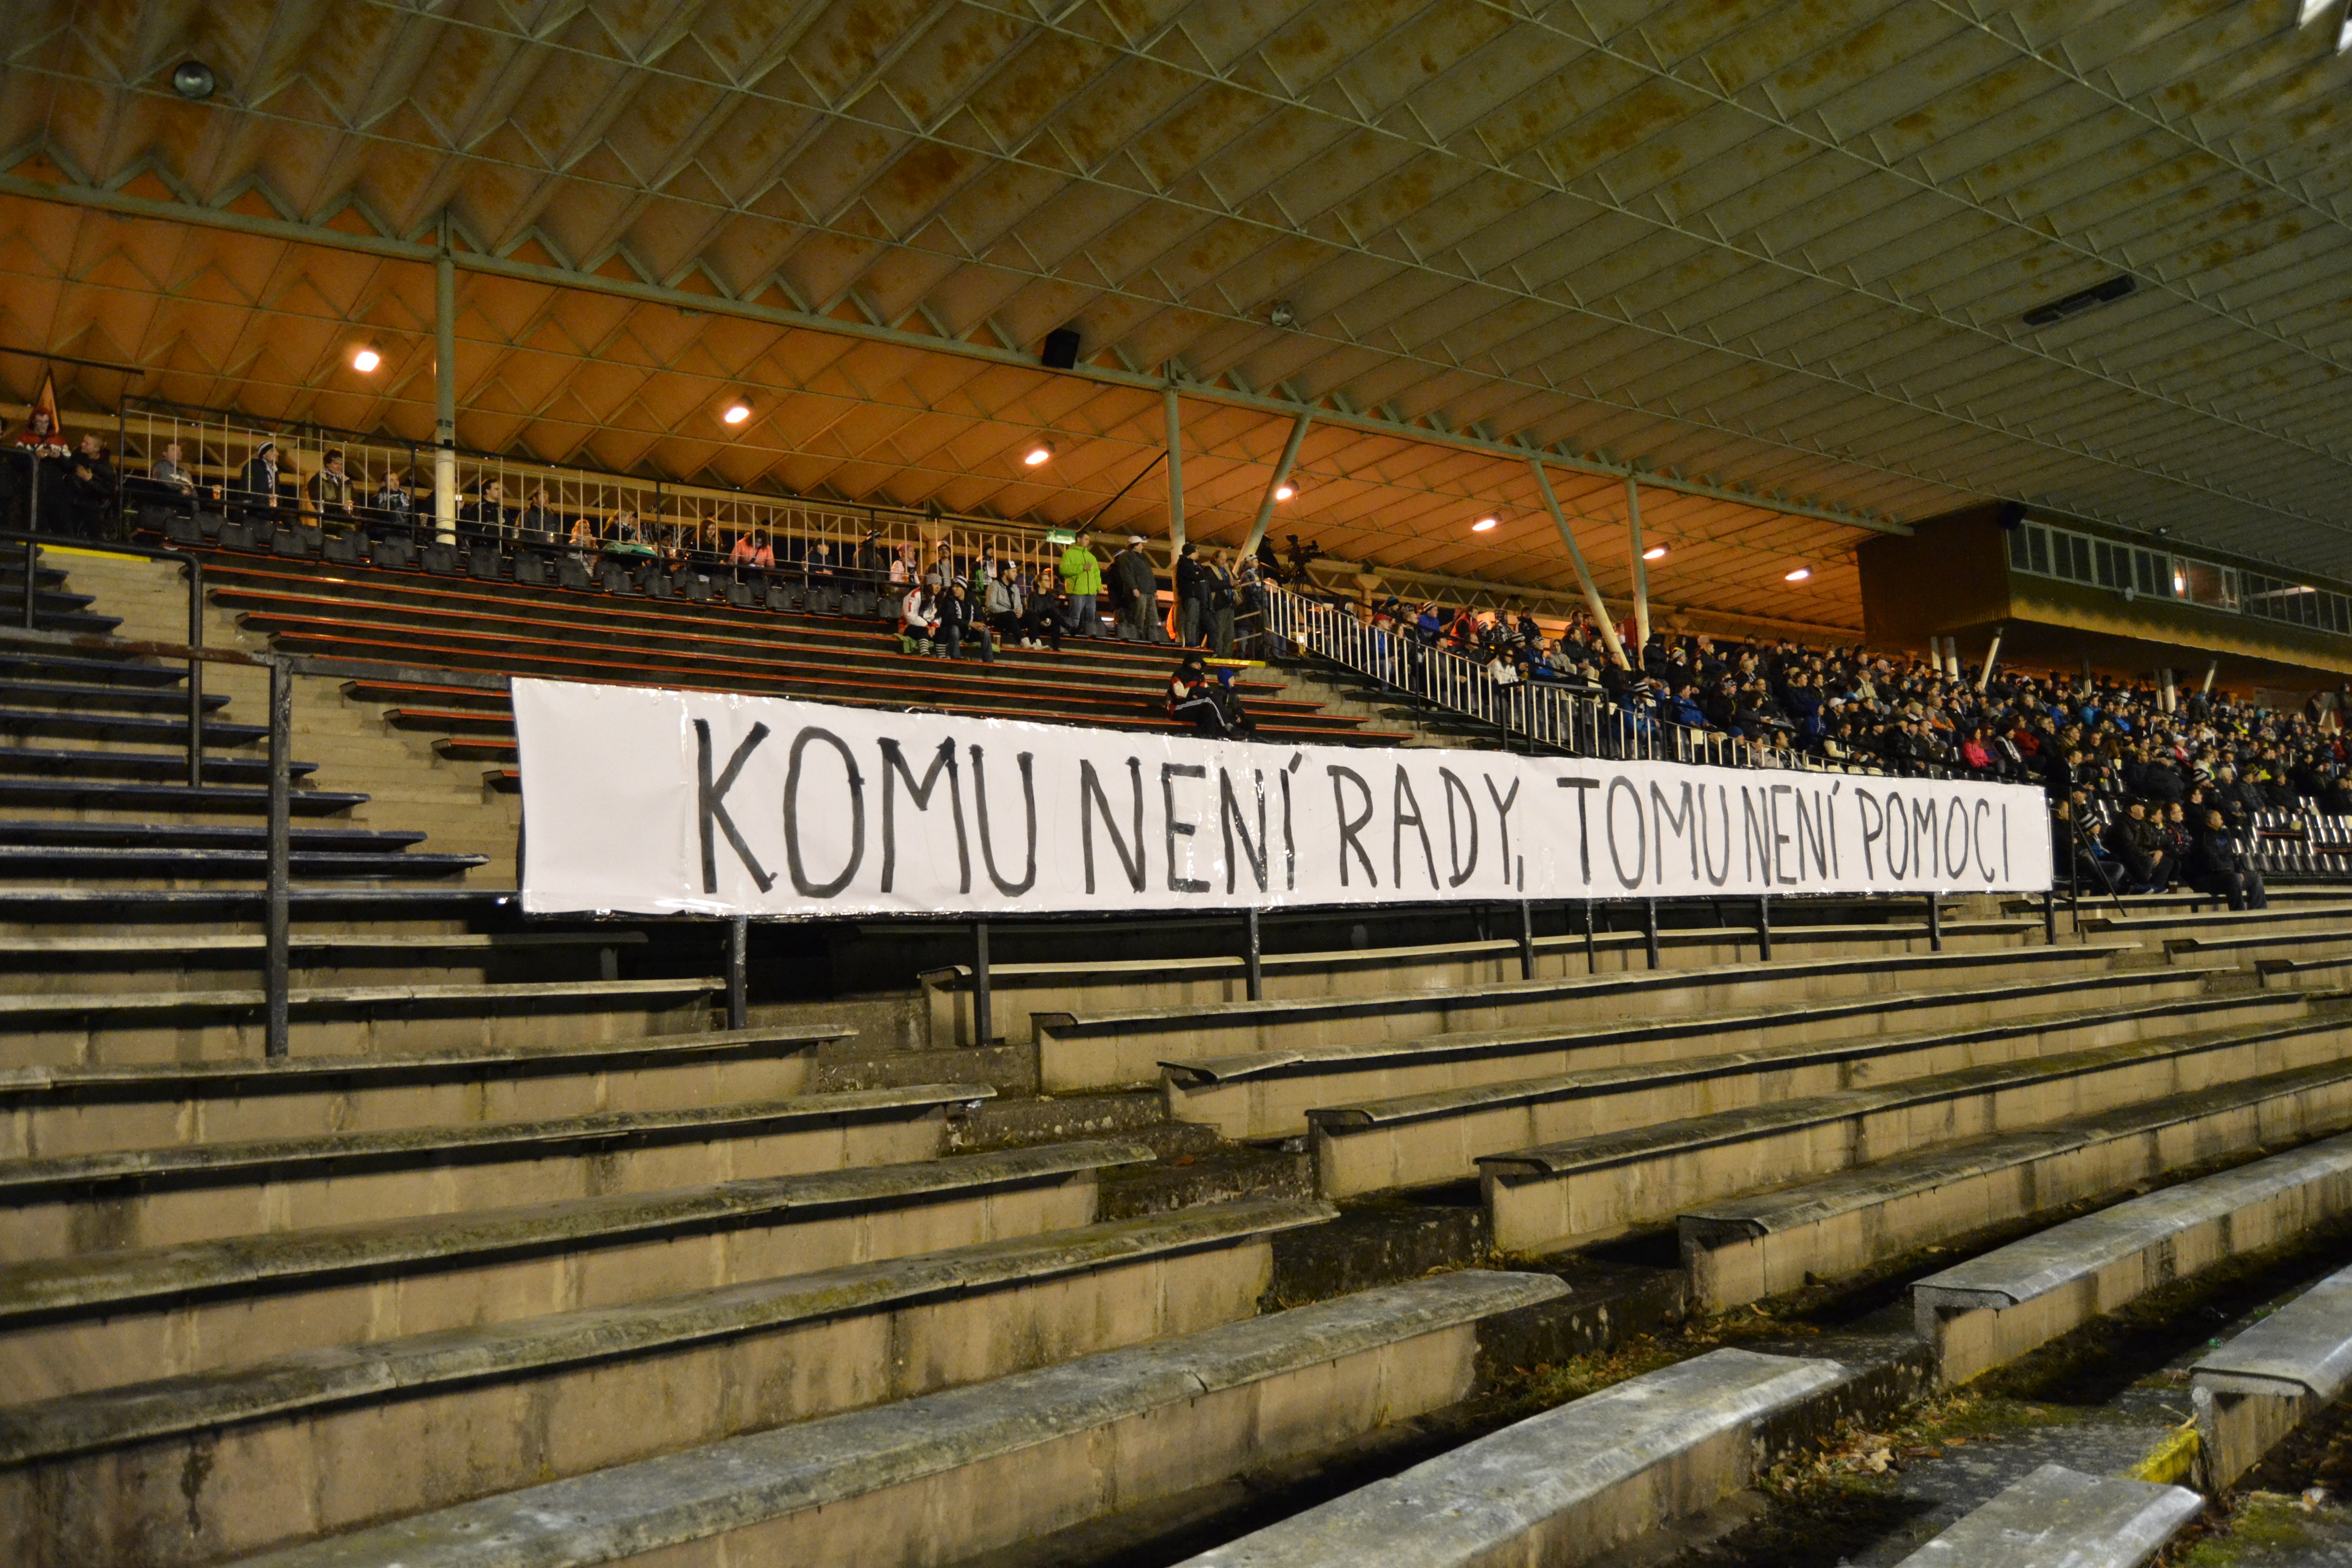 KOMU NENÍ RADY, TOMU NENÍ POMOCI